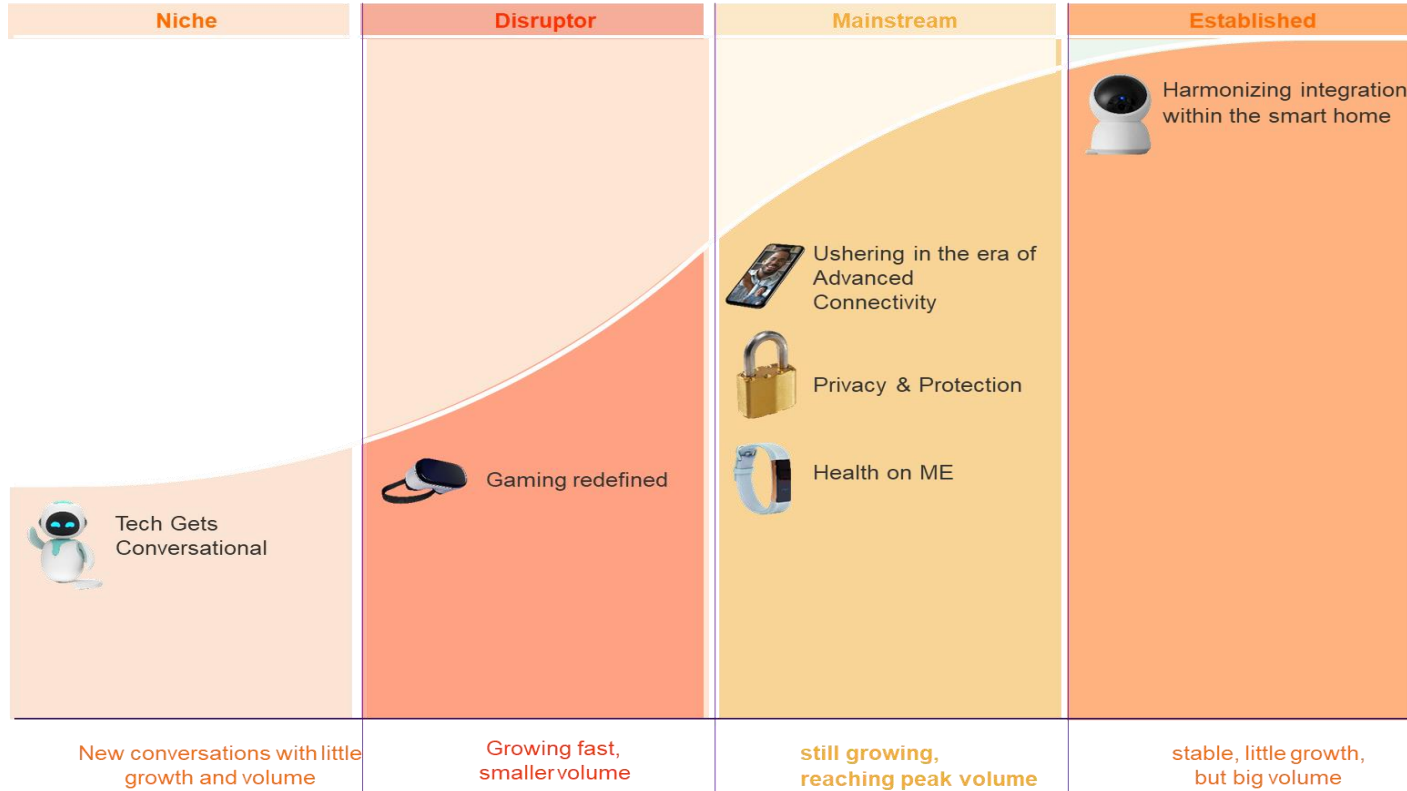 Niche
Disruptor
Mainstream
Established
Harmonizing integration
within the smart home
Ushering in the era of
Advanced
Connectivity
Privacy & Protection
Health on ME
Gaming redefined
Tech Gets
Conversational
New conversations with little
growth and volume
Growing fast,
smaller volume
still growing,
reaching peak volume
stable, little growth,
but big volume